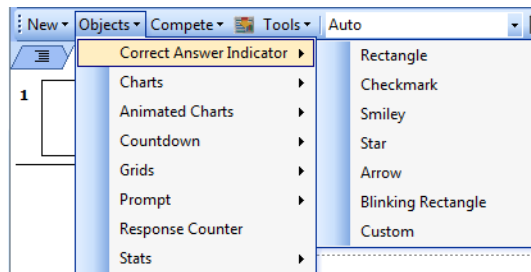 New Objects Compete Tools Auto
Correct Answer Indicator
Charts
Animated Charts
Countdown
Grids
Prompt
Response Counter
Stats
Rectangle
Checkmark
Smiley
Star
Arrow
Blinking Rectangle
Custom
1